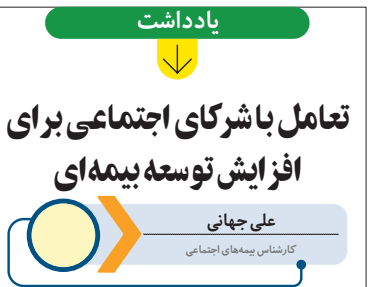 یادداشت
تعامل با شرکای اجتماعی برای
افزایش توسعه بیمه‌ای
علی جهانی
کارشناس بیمه‌های اجتماعی